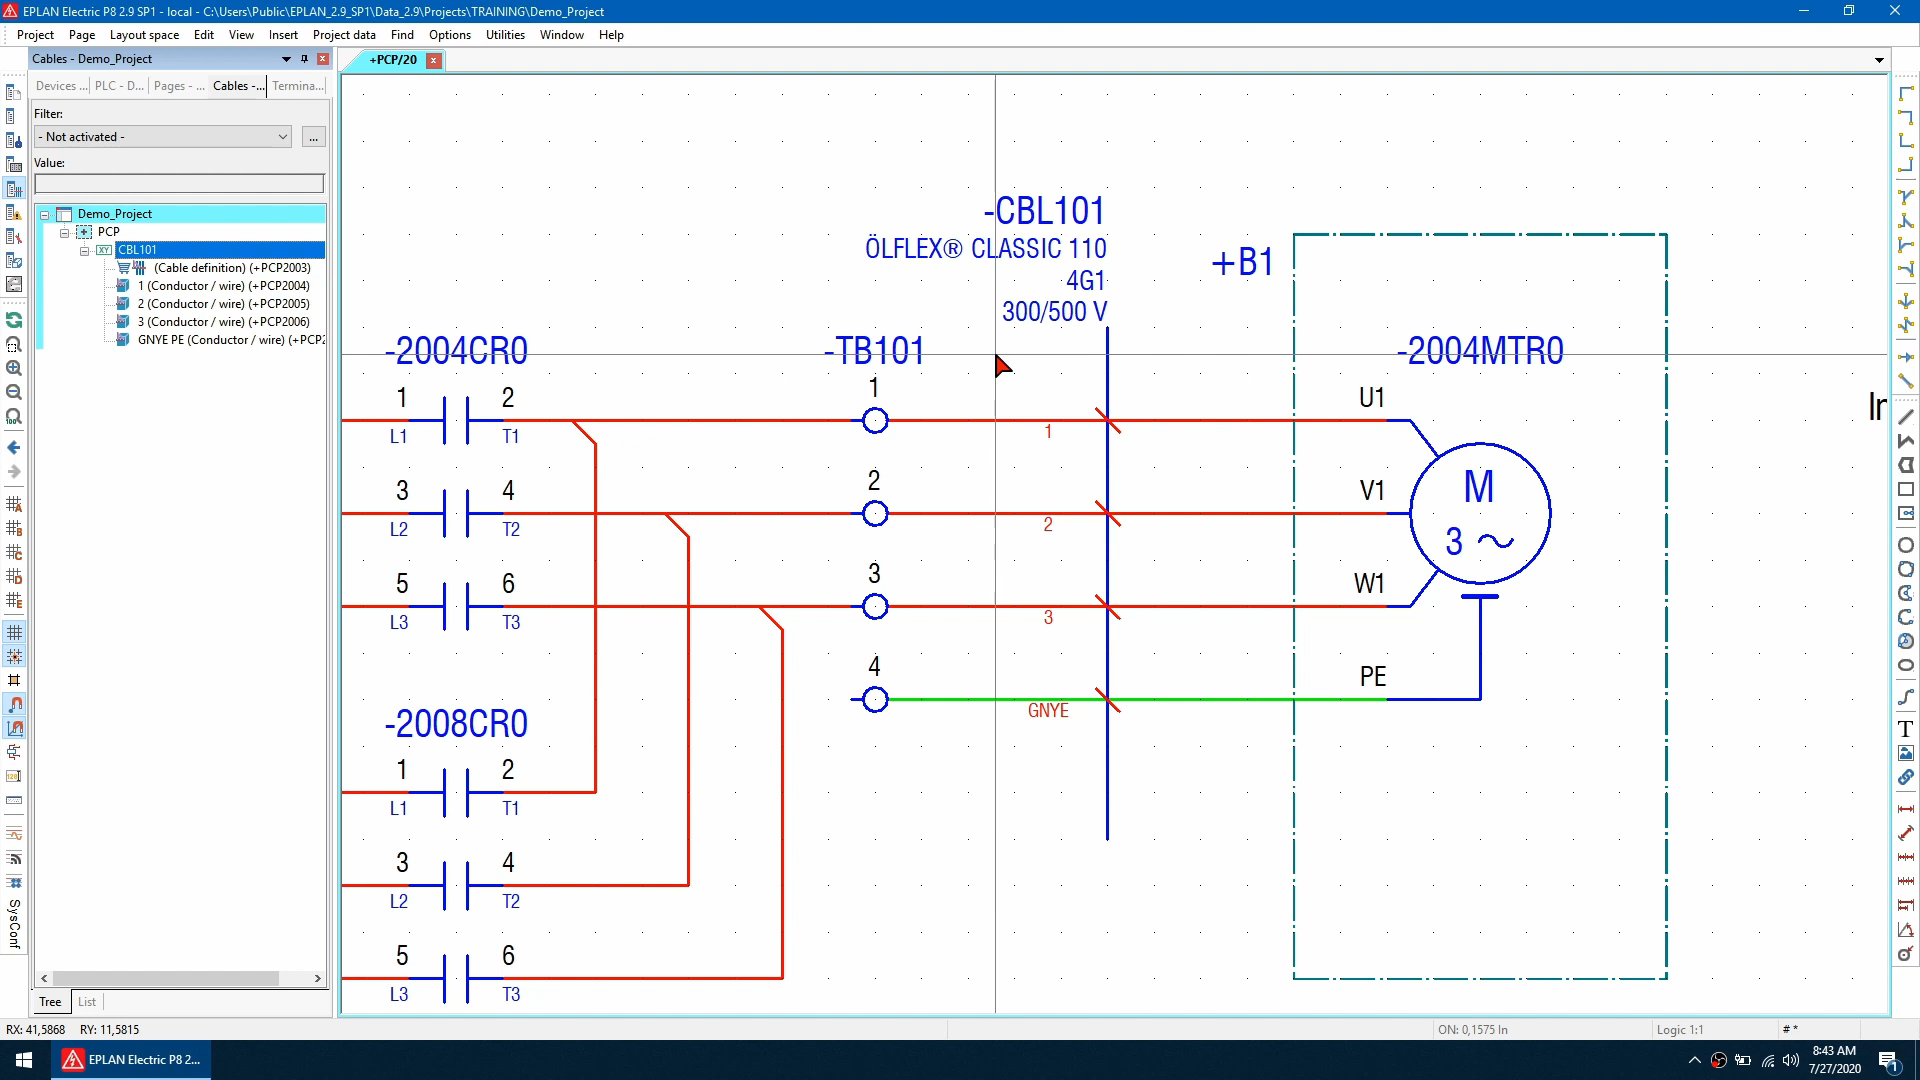 EPLAN Electric P8 2.9 SP1 - local - C:\Users\Public\EPLAN_2.9_SP1\Data_2.9\Projects\TRAINING\Demo_Project
Project Page Layout space Edit View Insert Project data Find Options Utilities Window Help
Cables - Demo_Project
+PCP/20
Devices ... PLC - D... Pages - ... Cables -... Termina...
Filter:
- Not activated -
...
Value:
Demo_Project
PCP
CBL101
(Cable definition) (+PCP2003)
1 (Conductor / wire) (+PCP2004)
2 (Conductor / wire) (+PCP2005)
3 (Conductor / wire) (+PCP2006)
GNYE PE (Conductor / wire) (+PCP2
-CBL101
ÖLFLEX® CLASSIC 110
4G1
300/500 V
+B1
-2004CR0
-TB101
-2004MTR0
1 2 1 U1
L1 T1 1
3 4 2 V1
L2 T2 2
M
3 ~
5 6 3 W1
L3 T3 3
4 PE
GNYE
-2008CR0
1 2
L1 T1
3 4
L2 T2
5 6
L3 T3
In
SysConf
T
Tree List
RX: 41,5868 RY: 11,5815
ON: 0,1575 In
Logic 1:1
# *
EPLAN Electric P8 2...
8:43 AM
7/27/2020
1